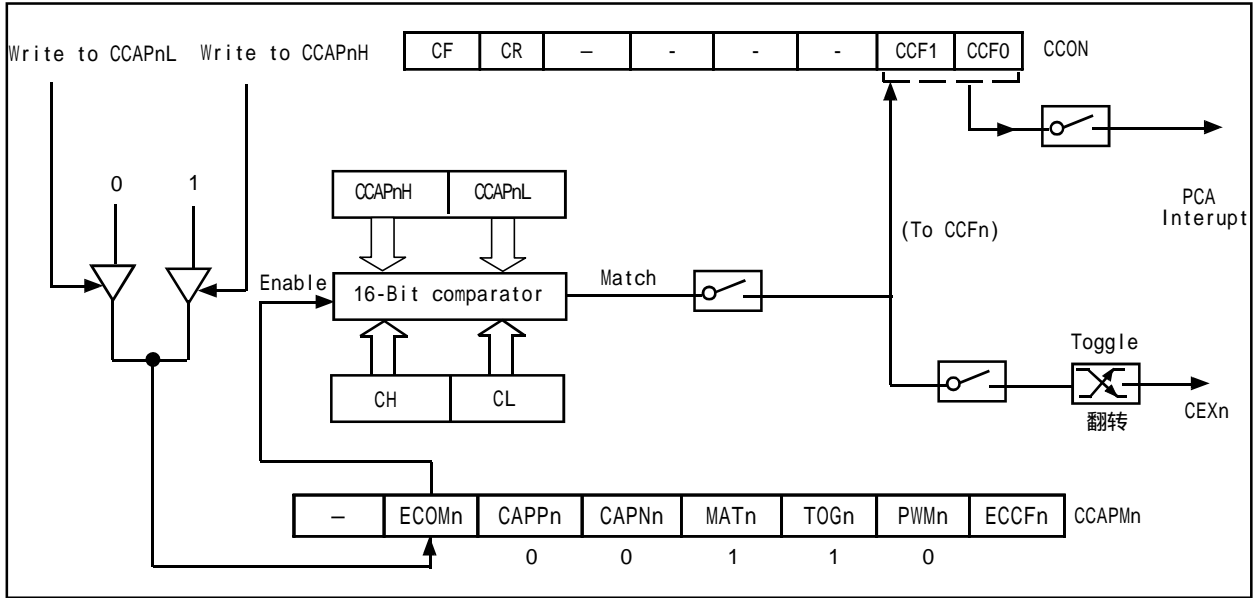 Write to CCAPnL Write to CCAPnH
CF CR – - - - CCF1 CCF0 CCON
0 1
CCAPnH CCAPnL
PCA
Interupt
(To CCFn)
Enable 16-Bit comparator Match
Toggle
CH CL
翻转
CEXn
– ECOMn CAPPn CAPNn MATn TOGn PWMn ECCFn CCAPMn
0 0 1 1 0